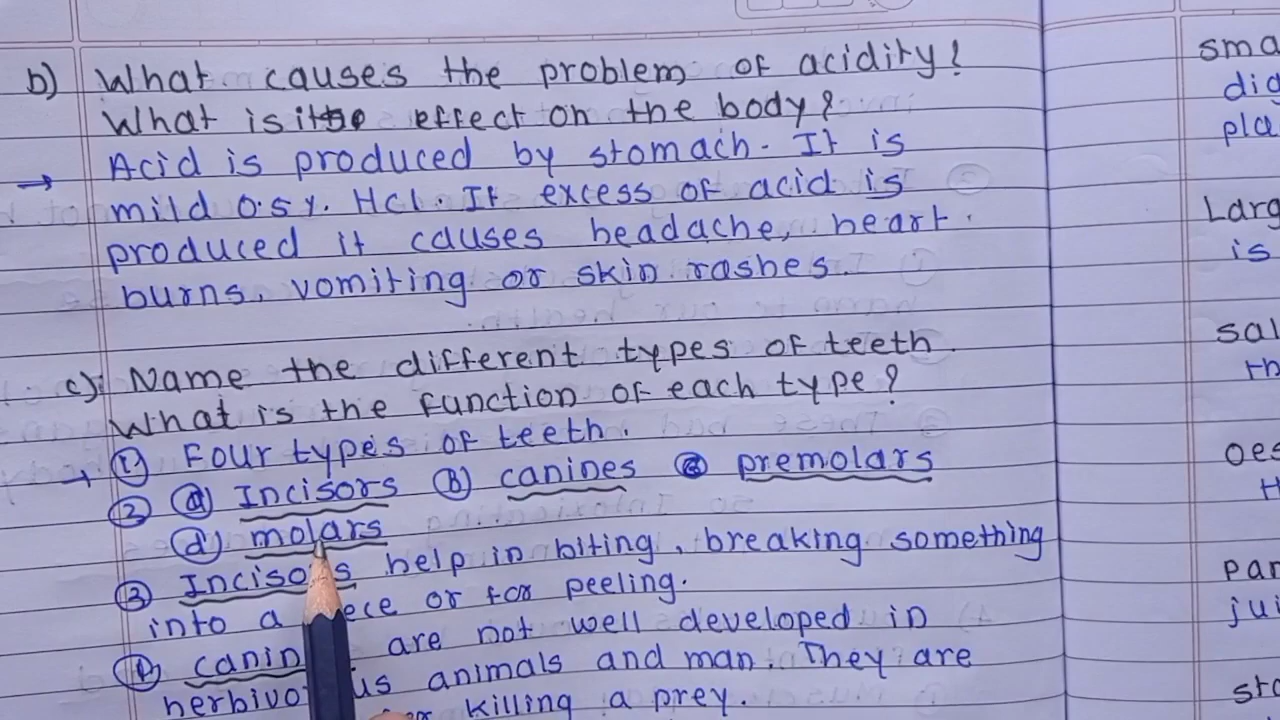 b) What causes the problem of acidity?
What is its effect on the body?
→ Acid is produced by stomach. It is
mild 0.5%. Hcl. If excess of acid is
produced it causes headache, heart
burns, vomiting or skin rashes.
c) Name the different types of teeth.
What is the function of each type?
→ ① Four types of teeth.
② ⓐ Incisors Ⓑ canines ⓒ premolars
ⓓ molars
③ Incisors help in biting, breaking something
into a or for peeling.
④ are not well developed in
animals and man. They are
killing a prey.
sma
dig
pla
Larg
is
sal
th
oes
H
par
jui
sto